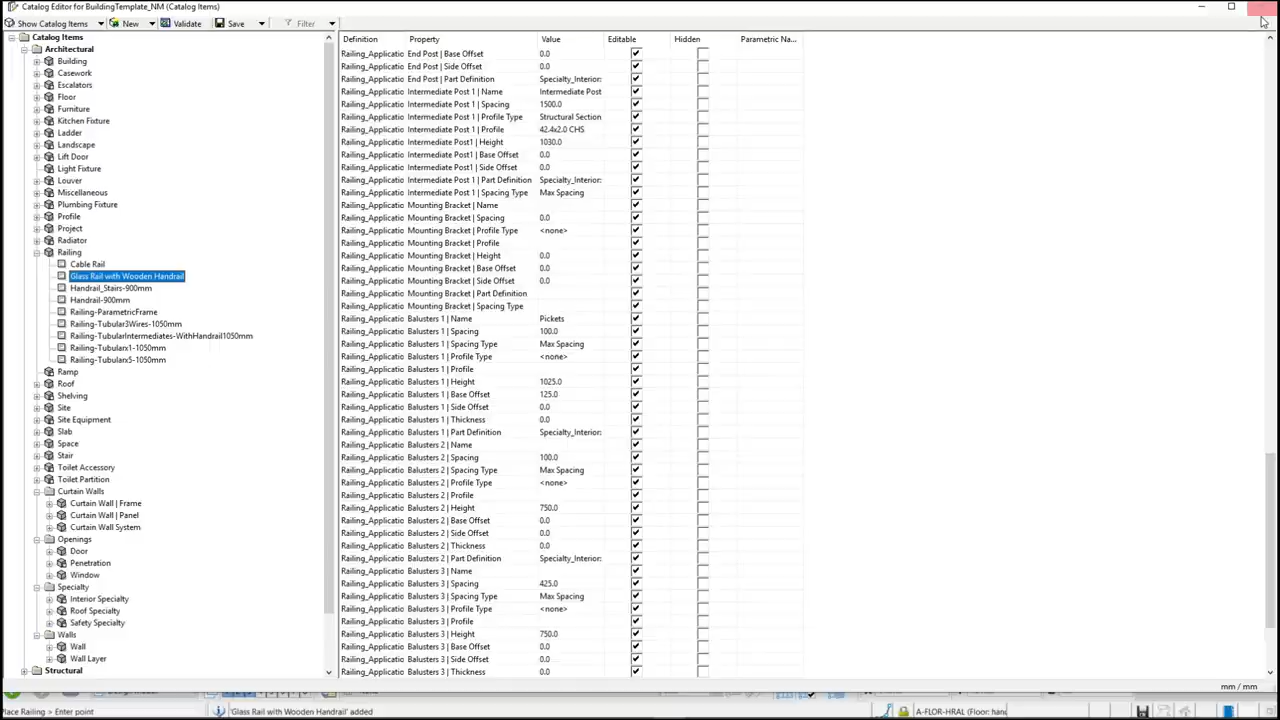 Catalog Editor for BuildingTemplate_NM (Catalog Items)
Show Catalog Items New Validate Save Filter
Catalog Items
Architectural
Building
Casework
Escalators
Floor
Furniture
Kitchen Fixture
Ladder
Landscape
Lift Door
Light Fixture
Louver
Miscellaneous
Plumbing Fixture
Profile
Project
Radiator
Railing
Cable Rail
Glass Rail with Wooden Handrail
Handrail_Stairs-900mm
Handrail-900mm
Railing-ParametricFrame
Railing-Tubular3Wires-1050mm
Railing-TubularIntermediates-WithHandrail1050mm
Railing-Tubularx1-1050mm
Railing-Tubularx5-1050mm
Ramp
Roof
Shelving
Site
Site Equipment
Slab
Space
Stair
Toilet Accessory
Toilet Partition
Curtain Walls
Curtain Wall | Frame
Curtain Wall | Panel
Curtain Wall System
Openings
Door
Penetration
Window
Specialty
Interior Specialty
Roof Specialty
Safety Specialty
Walls
Wall
Wall Layer
Structural
Definition Property Value Editable Hidden Parametric Na...
Railing_Applicatio End Post | Base Offset 0.0
Railing_Applicatio End Post | Side Offset 0.0
Railing_Applicatio End Post | Part Definition Specialty_Interior:
Railing_Applicatio Intermediate Post 1 | Name Intermediate Post
Railing_Applicatio Intermediate Post 1 | Spacing 1500.0
Railing_Applicatio Intermediate Post 1 | Profile Type Structural Section
Railing_Applicatio Intermediate Post 1 | Profile 42.4x2.0 CHS
Railing_Applicatio Intermediate Post1 | Height 1030.0
Railing_Applicatio Intermediate Post1 | Base Offset 0.0
Railing_Applicatio Intermediate Post1 | Side Offset 0.0
Railing_Applicatio Intermediate Post 1 | Part Definition Specialty_Interior:
Railing_Applicatio Intermediate Post 1 | Spacing Type Max Spacing
Railing_Applicatio Mounting Bracket | Name
Railing_Applicatio Mounting Bracket | Spacing 0.0
Railing_Applicatio Mounting Bracket | Profile Type <none>
Railing_Applicatio Mounting Bracket | Profile
Railing_Applicatio Mounting Bracket | Height 0.0
Railing_Applicatio Mounting Bracket | Base Offset 0.0
Railing_Applicatio Mounting Bracket | Side Offset 0.0
Railing_Applicatio Mounting Bracket | Part Definition
Railing_Applicatio Mounting Bracket | Spacing Type
Railing_Applicatio Balusters 1 | Name Pickets
Railing_Applicatio Balusters 1 | Spacing 100.0
Railing_Applicatio Balusters 1 | Spacing Type Max Spacing
Railing_Applicatio Balusters 1 | Profile Type <none>
Railing_Applicatio Balusters 1 | Profile
Railing_Applicatio Balusters 1 | Height 1025.0
Railing_Applicatio Balusters 1 | Base Offset 125.0
Railing_Applicatio Balusters 1 | Side Offset 0.0
Railing_Applicatio Balusters 1 | Thickness 0.0
Railing_Applicatio Balusters 1 | Part Definition Specialty_Interior:
Railing_Applicatio Balusters 2 | Name
Railing_Applicatio Balusters 2 | Spacing 100.0
Railing_Applicatio Balusters 2 | Spacing Type Max Spacing
Railing_Applicatio Balusters 2 | Profile Type <none>
Railing_Applicatio Balusters 2 | Profile
Railing_Applicatio Balusters 2 | Height 750.0
Railing_Applicatio Balusters 2 | Base Offset 0.0
Railing_Applicatio Balusters 2 | Side Offset 0.0
Railing_Applicatio Balusters 2 | Thickness 0.0
Railing_Applicatio Balusters 2 | Part Definition Specialty_Interior:
Railing_Applicatio Balusters 3 | Name
Railing_Applicatio Balusters 3 | Spacing 425.0
Railing_Applicatio Balusters 3 | Spacing Type Max Spacing
Railing_Applicatio Balusters 3 | Profile Type <none>
Railing_Applicatio Balusters 3 | Profile
Railing_Applicatio Balusters 3 | Height 750.0
Railing_Applicatio Balusters 3 | Base Offset 0.0
Railing_Applicatio Balusters 3 | Side Offset 0.0
Railing_Applicatio Balusters 3 | Thickness 0.0
mm / mm
Place Railing > Enter point 'Glass Rail with Wooden Handrail' added A-FLOR-HRAL (Floor: hand